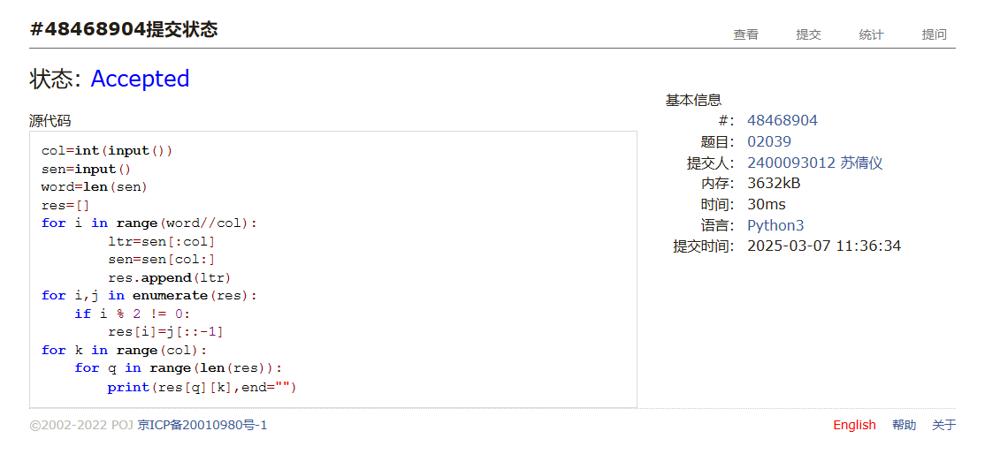 #48468904提交状态
查看 提交 统计 提问
状态: Accepted
源代码
col=int(input())
sen=input()
word=len(sen)
res=[]
for i in range(word//col):
        ltr=sen[:col]
        sen=sen[col:]
        res.append(ltr)
for i,j in enumerate(res):
    if i % 2 != 0:
        res[i]=j[::-1]
for k in range(col):
    for q in range(len(res)):
        print(res[q][k],end="")
基本信息
#: 48468904
题目: 02039
提交人: 2400093012 苏倩仪
内存: 3632kB
时间: 30ms
语言: Python3
提交时间: 2025-03-07 11:36:34
©2002-2022 POJ 京ICP备20010980号-1
English 帮助 关于